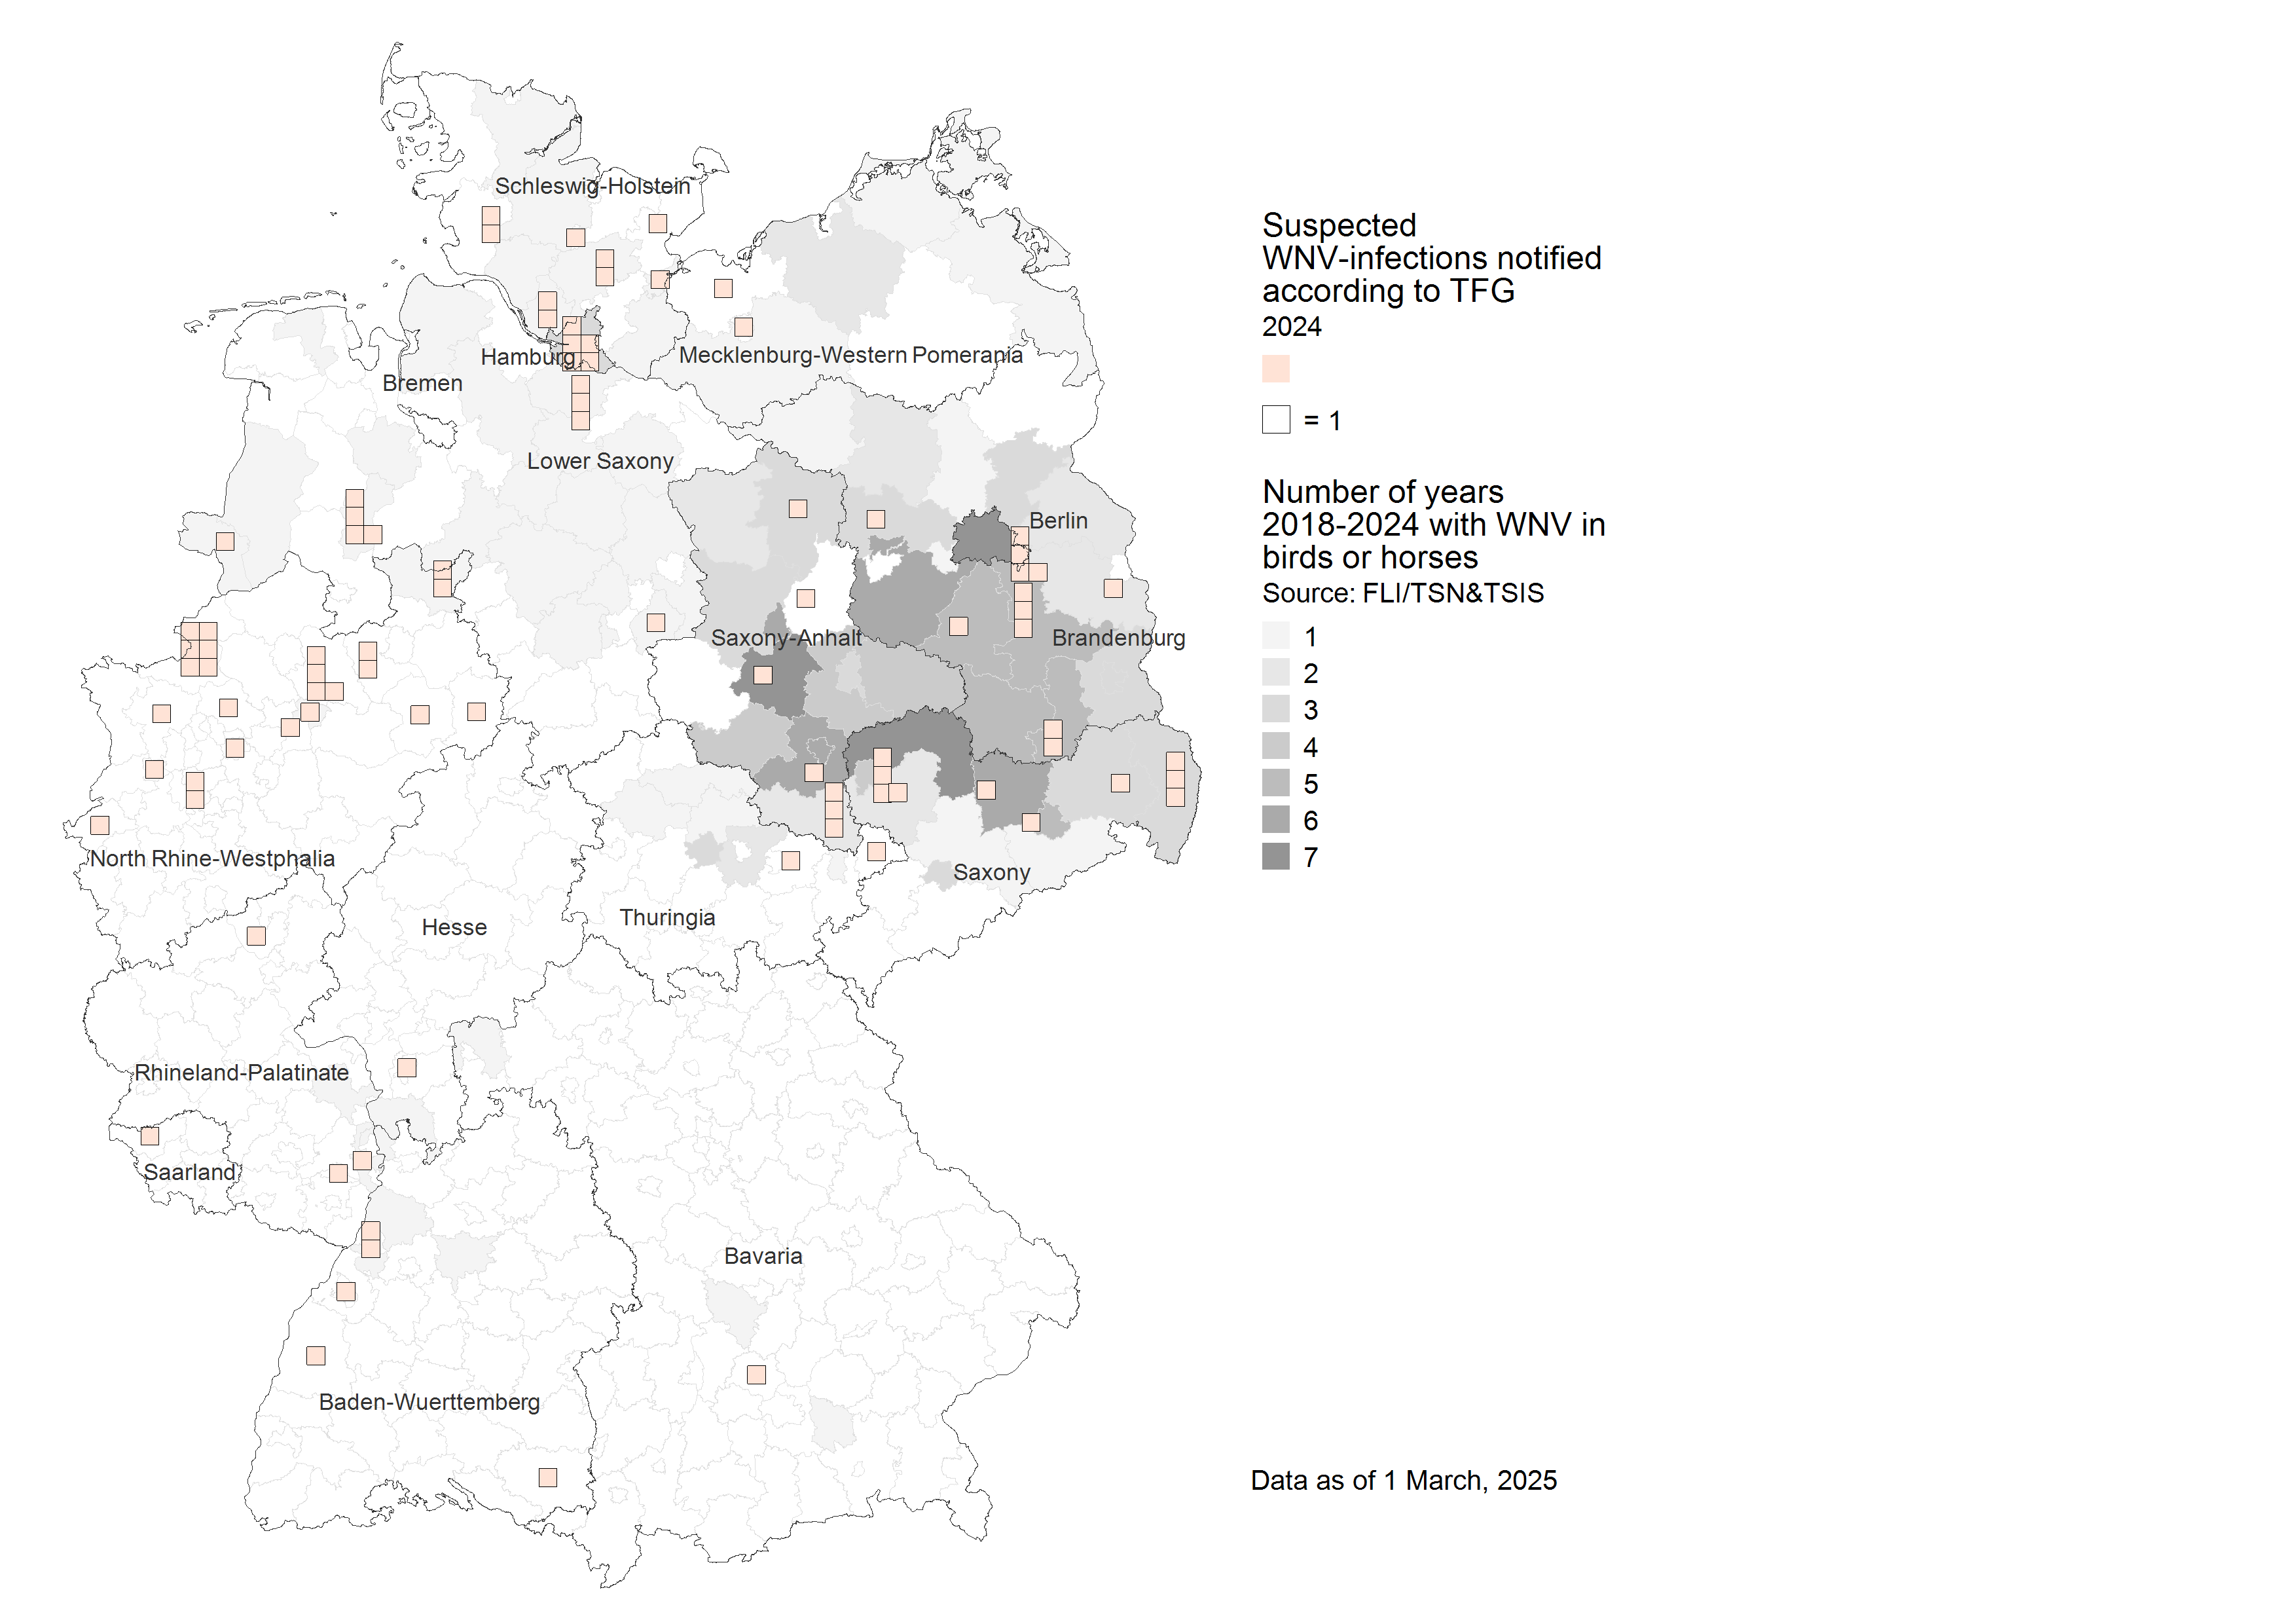 Schleswig-Holstein
Hamburg
Mecklenburg-Western Pomerania
Bremen
Lower Saxony
Berlin
Saxony-Anhalt
Brandenburg
North Rhine-Westphalia
Saxony
Thuringia
Hesse
Rhineland-Palatinate
Saarland
Bavaria
Baden-Wuerttemberg
Suspected
WNV-infections notified
according to TFG
2024
= 1
Number of years
2018-2024 with WNV in
birds or horses
Source: FLI/TSN&TSIS
1
2
3
4
5
6
7
Data as of 1 March, 2025